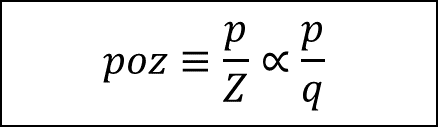 poz ≡ p/Z ∝ p/q